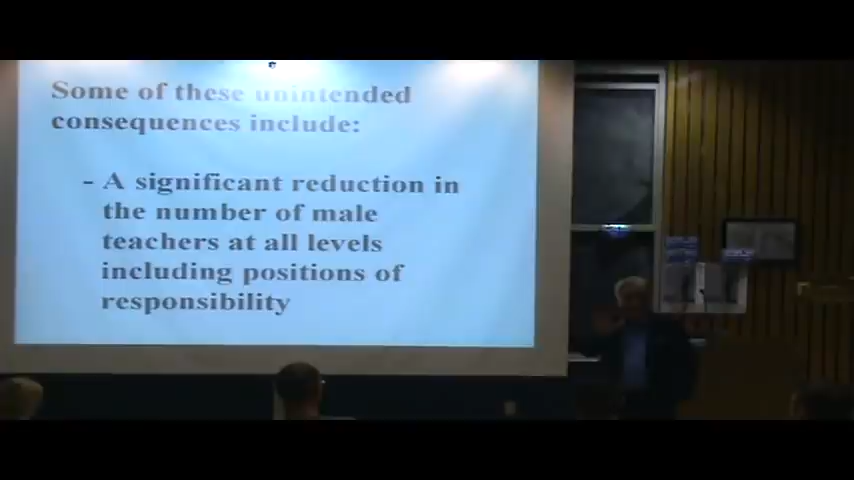 Some of these unintended
consequences include:
- A significant reduction in
the number of male
teachers at all levels
including positions of
responsibility